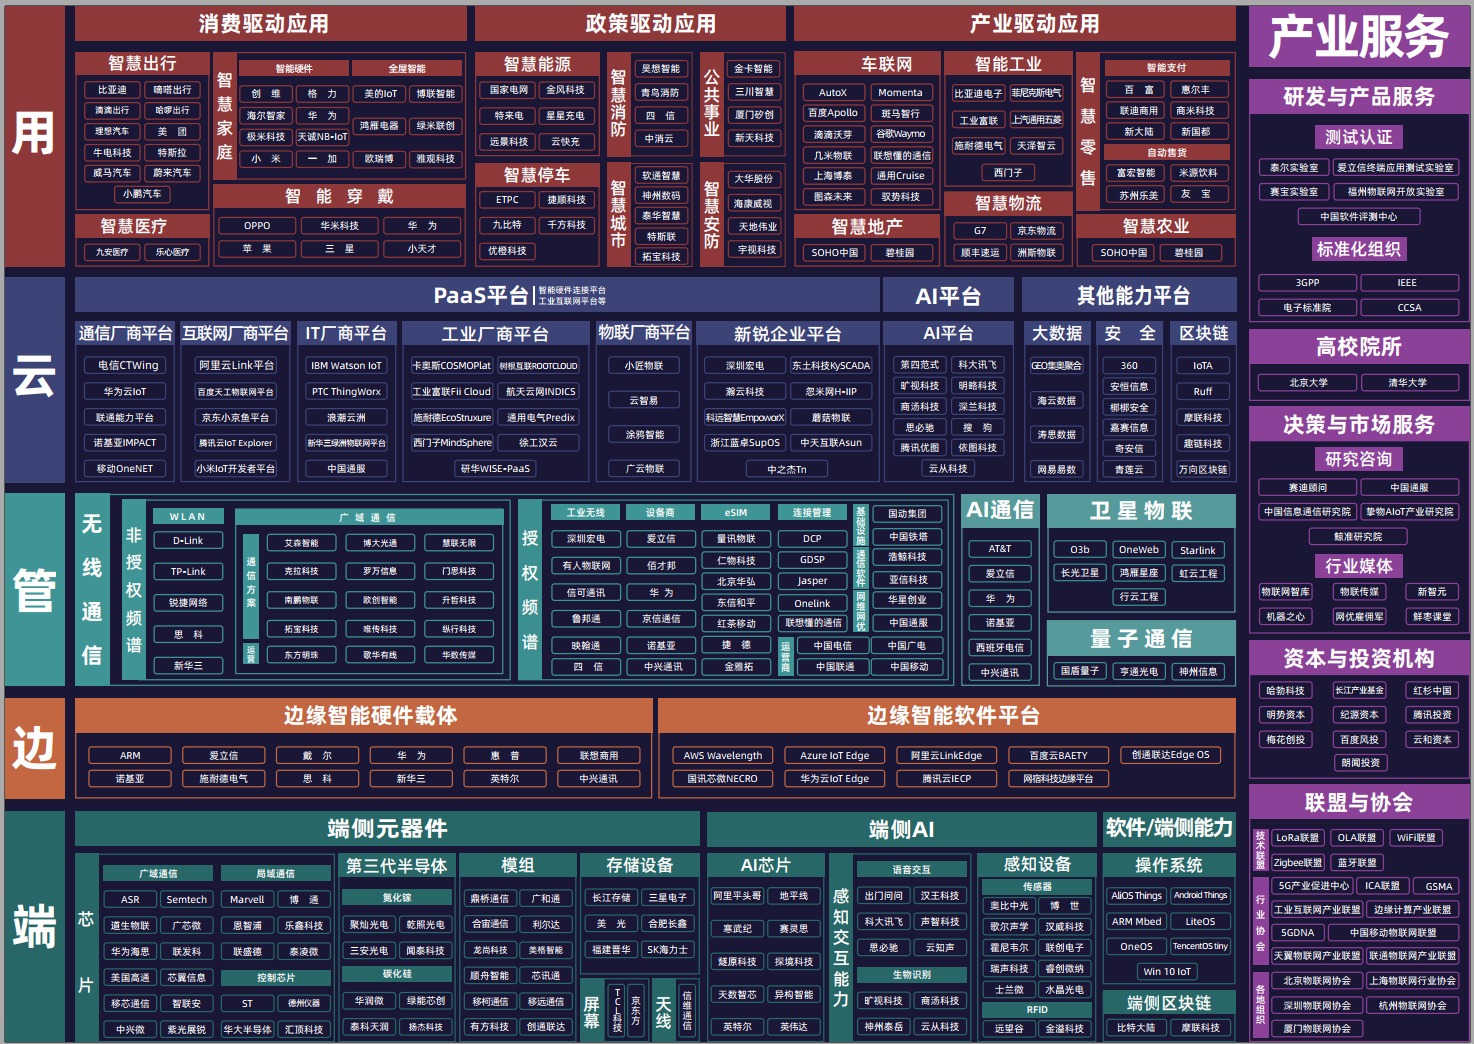 用
消费驱动应用
智慧出行
比亚迪 嘀嗒出行
滴滴出行 哈啰出行
理想汽车 美 团
牛电科技 特斯拉
威马汽车 蔚来汽车
小鹏汽车
智慧医疗
九安医疗 乐心医疗
智慧家庭
智能硬件
创 维 格 力
海尔智家 华 为
极米科技 天诚NB-IoT
小 米 一 加
全屋智能
美的IoT 博联智能
鸿雁电器 绿米联创
欧瑞博 雅观科技
智 能 穿 戴
OPPO 华米科技 华 为
苹 果 三 星 小天才
政策驱动应用
智慧能源
国家电网 金风科技
特来电 星星充电
远景科技 云快充
智慧停车
ETPC 捷顺科技
九比特 千方科技
优橙科技
智慧消防
昊想智能
青鸟消防
四 信
中消云
智慧城市
软通智慧
神州数码
泰华智慧
特斯联
拓宝科技
公共事业
金卡智能
三川智慧
厦门矽创
新天科技
智慧安防
大华股份
海康威视
天地伟业
宇视科技
产业驱动应用
车联网
AutoX Momenta
百度Apollo 斑马智行
滴滴沃芽 谷歌Waymo
几米物联 联想懂的通信
上海博泰 通用Cruise
图森未来 驭势科技
智慧地产
SOHO中国 碧桂园
智能工业
比亚迪电子 菲尼克斯电气
工业富联 上汽通用五菱
施耐德电气 天泽智云
西门子
智慧物流
G7 京东物流
顺丰速运 洲斯物联
智慧零售
智能支付
百 富 惠尔丰
联迪商用 商米科技
新大陆 新国都
自动售货
富宏智能 米源饮料
苏州乐美 友 宝
智慧农业
SOHO中国 碧桂园
云
PaaS平台
智能硬件连接平台
工业互联网平台等
通信厂商平台
电信CTWing
华为云IoT
联通能力平台
诺基亚IMPACT
移动OneNET
互联网厂商平台
阿里云Link平台
百度天工物联网平台
京东小京鱼平台
腾讯云IoT Explorer
小米IoT开发者平台
IT厂商平台
IBM Watson IoT
PTC ThingWorx
浪潮云洲
新华三绿洲物联网平台
中国通服
工业厂商平台
卡奥斯COSMOPlat 树根互联ROOTCLOUD
工业富联Fii Cloud 航天云网INDICS
施耐德EcoStruxure 通用电气Predix
西门子MindSphere 徐工汉云
研华WISE-PaaS
物联厂商平台
小匠物联
云智易
涂鸦智能
广云物联
新锐企业平台
深圳宏电 东土科技KySCADA
瀚云科技 忽米网H-IIP
科远智慧EmpoworX 蘑菇物联
浙江蓝卓SupOS 中天互联Asun
中之杰Tn
AI平台
AI平台
第四范式 科大讯飞
旷视科技 明略科技
商汤科技 深兰科技
思必驰 搜 狗
腾讯优图 依图科技
云从科技
其他能力平台
大数据
GEO集奥聚合
海云数据
涛思数据
网易易数
安 全
360
安恒信息
梆梆安全
嘉赛信息
奇安信
青莲云
区块链
IoTA
Ruff
摩联科技
趣链科技
万向区块链
管
无线通信
非授权频谱
WLAN
D-Link
TP-Link
锐捷网络
思 科
新华三
广 域 通 信
通信方案
艾森智能 博大光通 慧联无限
克拉科技 罗万信息 门思科技
南鹏物联 欧创智能 升哲科技
拓宝科技 唯传科技 纵行科技
运营
东方明珠 歌华有线 华数传媒
授权频谱
工业无线
深圳宏电
有人物联网
信可通讯
鲁邦通
映翰通
四 信
设备商
爱立信
佰才邦
华 为
京信通信
诺基亚
中兴通讯
eSIM
量讯物联
仁物科技
北京华弘
东信和平
红茶移动
捷 德
金雅拓
连接管理
DCP
GDSP
Jasper
Onelink
联想懂的通信
基础设施
国动集团
中国铁塔
通信软件
浩鲸科技
亚信科技
网维网优
华星创业
中国通服
运营商
中国电信 中国广电
中国联通 中国移动
AI通信
AT&T
爱立信
华 为
诺基亚
西班牙电信
中兴通讯
卫 星 物 联
O3b OneWeb Starlink
长光卫星 鸿雁星座 虹云工程
行云工程
量 子 通 信
国盾量子 亨通光电 神州信息
边
边缘智能硬件载体
ARM 爱立信 戴 尔 华 为 惠 普 联想商用
诺基亚 施耐德电气 思 科 新华三 英特尔 中兴通讯
边缘智能软件平台
AWS Wavelength Azure IoT Edge 阿里云LinkEdge 百度云BAETY 创通联达Edge OS
国讯芯微NECRO 华为云IoT Edge 腾讯云IECP 网宿科技边缘平台
端
端侧元器件
芯片
广域通信
ASR Semtech
道生物联 广芯微
华为海思 联发科
美国高通 芯翼信息
移芯通信 智联安
中兴微 紫光展锐
局域通信
Marvell 博 通
恩智浦 乐鑫科技
联盛德 泰凌微
控制芯片
ST 德州仪器
华大半导体 汇顶科技
第三代半导体
氮化镓
聚灿光电 乾照光电
三安光电 闻泰科技
碳化硅
华润微 绿能芯创
泰科天润 扬杰科技
模组
鼎桥通信 广和通
合宙通信 利尔达
龙尚科技 美格智能
顺舟智能 芯讯通
移柯通信 移远通信
有方科技 创通联达
存储设备
长江存储 三星电子
美 光 合肥长鑫
福建晋华 SK海力士
屏幕
TCL科技 京东方
天线
信维通信
端侧AI
AI芯片
阿里平头哥 地平线
寒武纪 赛灵思
燧原科技 探境科技
天数智芯 异构智能
英特尔 英伟达
感知交互能力
语音交互
出门问问 汉王科技
科大讯飞 声智科技
思必驰 云知声
生物识别
旷视科技 商汤科技
神州泰岳 云从科技
感知设备
传感器
奥比中光 博 世
歌尔声学 汉威科技
霍尼韦尔 联创电子
瑞声科技 睿创微纳
士兰微 水晶光电
RFID
远望谷 金溢科技
软件/端侧能力
操作系统
AliOS Things Android Things
ARM Mbed LiteOS
OneOS TencentOS tiny
Win 10 IoT
端侧区块链
比特大陆 摩联科技
产业服务
研发与产品服务
测试认证
泰尔实验室 爱立信终端应用测试实验室
赛宝实验室 福州物联网开放实验室
中国软件评测中心
标准化组织
3GPP IEEE
电子标准院 CCSA
高校院所
北京大学 清华大学
决策与市场服务
研究咨询
赛迪顾问 中国通服
中国信息通信研究院 挚物AIoT产业研究院
鲸准研究院
行业媒体
物联网智库 物联传媒 新智元
机器之心 网优雇佣军 鲜枣课堂
资本与投资机构
哈勃科技 长江产业基金 红杉中国
明势资本 纪源资本 腾讯投资
梅花创投 百度风投 云和资本
朗闻投资
联盟与协会
技术联盟
LoRa联盟 OLA联盟 WiFi联盟
Zigbee联盟 蓝牙联盟
行业协会
5G产业促进中心 ICA联盟 GSMA
工业互联网产业联盟 边缘计算产业联盟
5GDNA 中国移动物联网联盟
天翼物联网产业联盟 联通物联网产业联盟
各地组织
北京物联网协会 上海物联网行业协会
深圳物联网协会 杭州物联网协会
厦门物联网协会